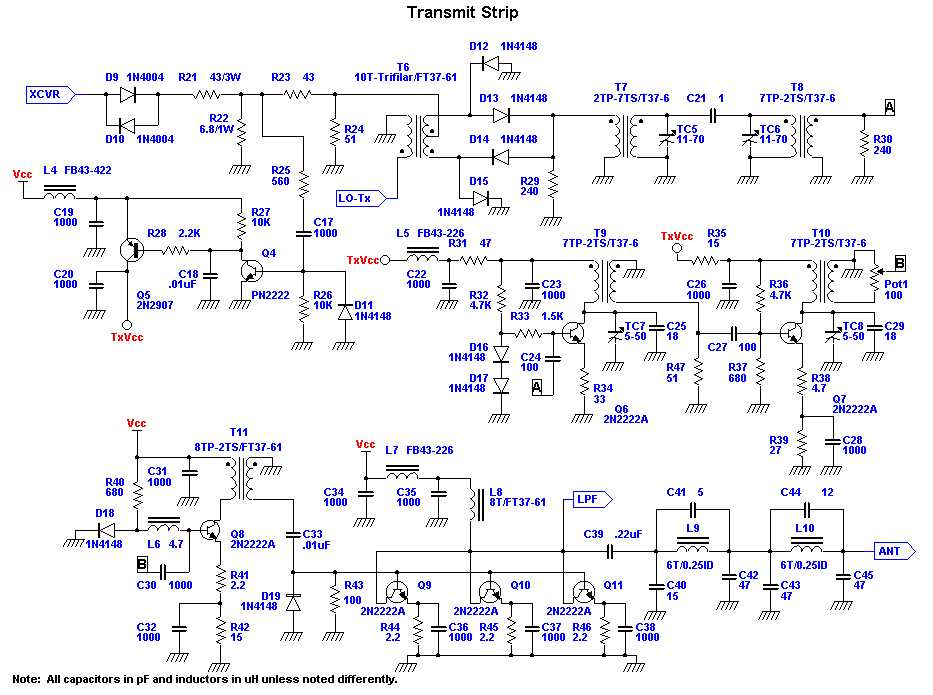 Transmit Strip
D12 1N4148
T6
10T-Trifilar/FT37-61
D9 1N4004 R21 43/3W R23 43
XCVR
D10 1N4004
R22
6.8/1W
R24
51
D13 1N4148
D14 1N4148
T7
2TP-7TS/T37-6
C21 1
T8
7TP-2TS/T37-6
A
TC5
11-70
TC6
11-70
R30
240
Vcc
L4 FB43-422
R25
560
LO-Tx
D15
1N4148
R29
240
C19
1000
R27
10K
C17
1000
R28 2.2K
Q4
C20
1000
C18
.01uF
PN2222
Q5
2N2907
TxVcc
R26
10K
D11
1N4148
L5 FB43-226
R31 47
TxVcc
C22
1000
T9
7TP-2TS/T37-6
TxVcc
R35
15
T10
7TP-2TS/T37-6
B
Pot1
100
R32
4.7K
C23
1000
R33 1.5K
TC7
5-50
C25
18
C26
1000
R36
4.7K
C27 100
TC8
5-50
C29
18
D16
1N4148
D17
1N4148
C24
100
A
R34
33
Q6
2N2222A
R47
51
R37
680
R38
4.7
Q7
2N2222A
R39
27
C28
1000
Vcc
T11
8TP-2TS/FT37-61
C31
1000
R40
680
D18
1N4148
L6 4.7
Q8
2N2222A
C33
.01uF
B
C30 1000
R41
2.2
D19
1N4148
R43
100
C32
1000
R42
15
Vcc
L7 FB43-226
C34
1000
C35
1000
L8
8T/FT37-61
LPF
C39 .22uF
C41 5
L9
6T/0.25ID
C44 12
L10
6T/0.25ID
ANT
C40
15
C42
47
C43
47
C45
47
Q9
2N2222A
Q10
2N2222A
Q11
2N2222A
R44
2.2
C36
1000
R45
2.2
C37
1000
R46
2.2
C38
1000
Note: All capacitors in pF and inductors in uH unless noted differently.